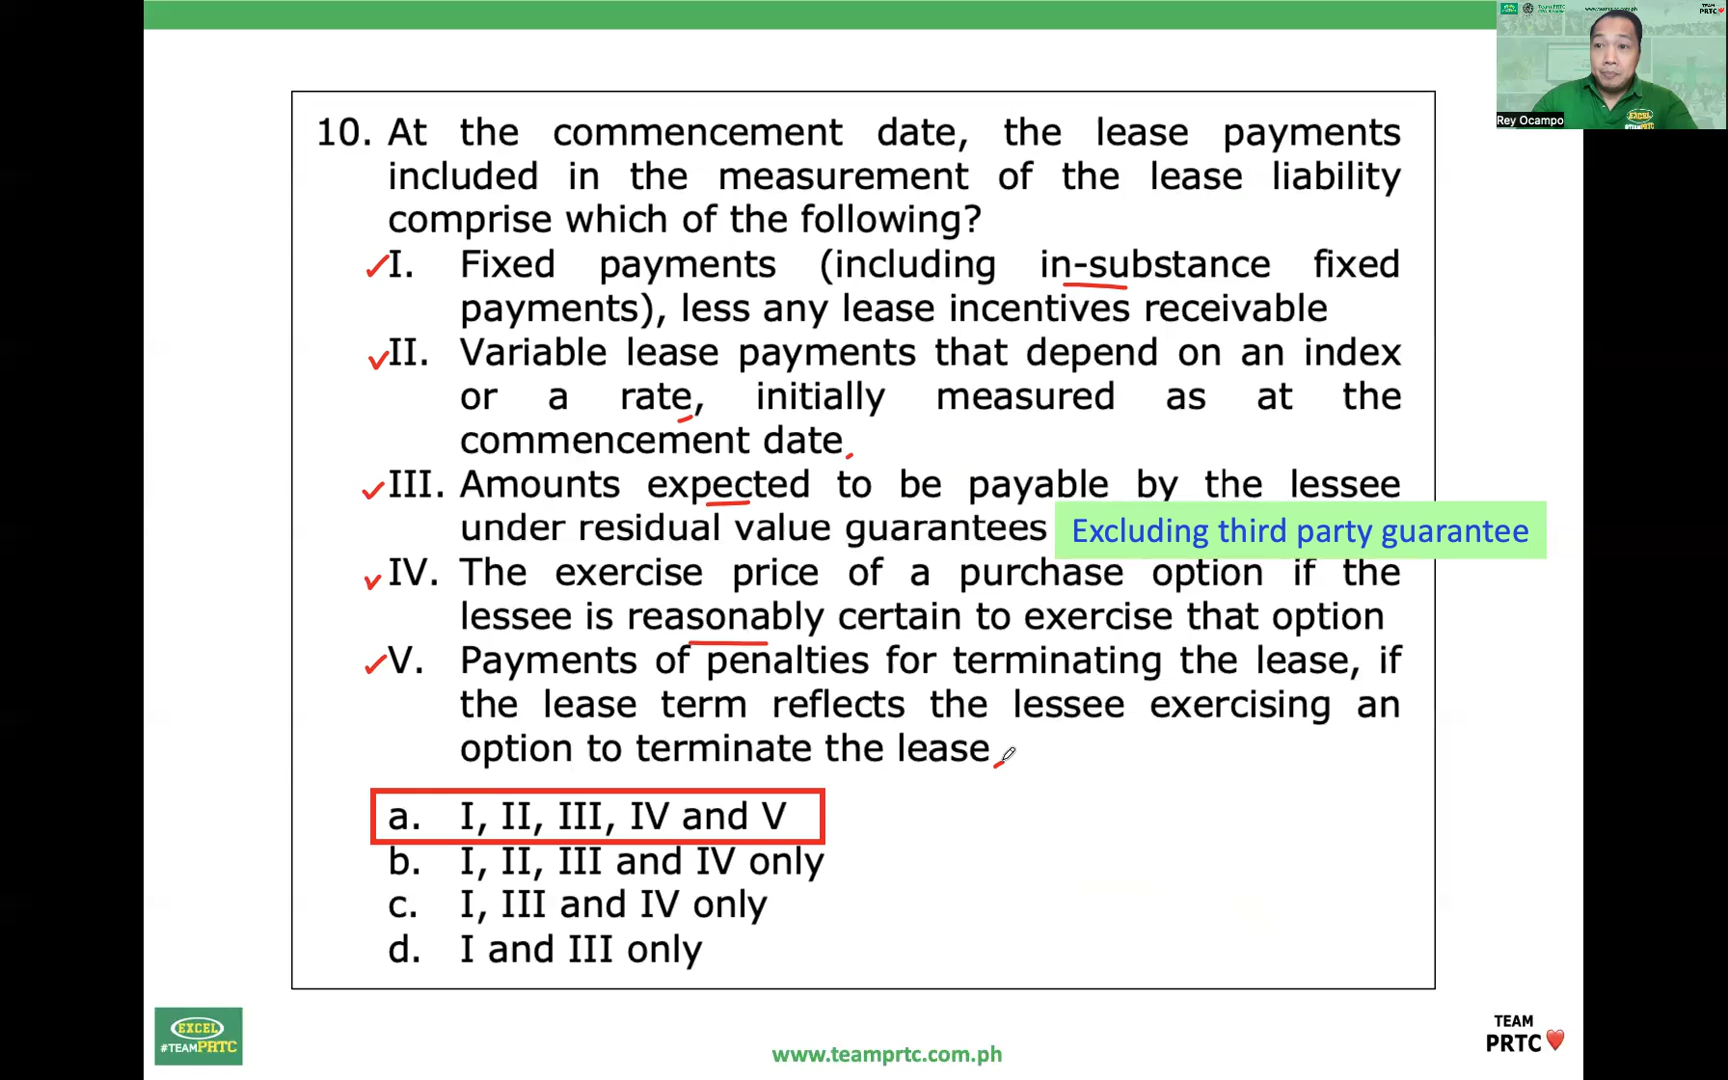 10. At the commencement date, the lease payments
included in the measurement of the lease liability
comprise which of the following?
I. Fixed payments (including in-substance fixed
payments), less any lease incentives receivable
II. Variable lease payments that depend on an index
or a rate, initially measured as at the
commencement date
III. Amounts expected to be payable by the lessee
under residual value guarantees
Excluding third party guarantee
IV. The exercise price of a purchase option if the
lessee is reasonably certain to exercise that option
V. Payments of penalties for terminating the lease, if
the lease term reflects the lessee exercising an
option to terminate the lease
a. I, II, III, IV and V
b. I, II, III and IV only
c. I, III and IV only
d. I and III only
EXCEL
#TEAMPRTC
www.teamprtc.com.ph
TEAM
PRTC
Rey Ocampo
TEAM
PRTC
EXCEL